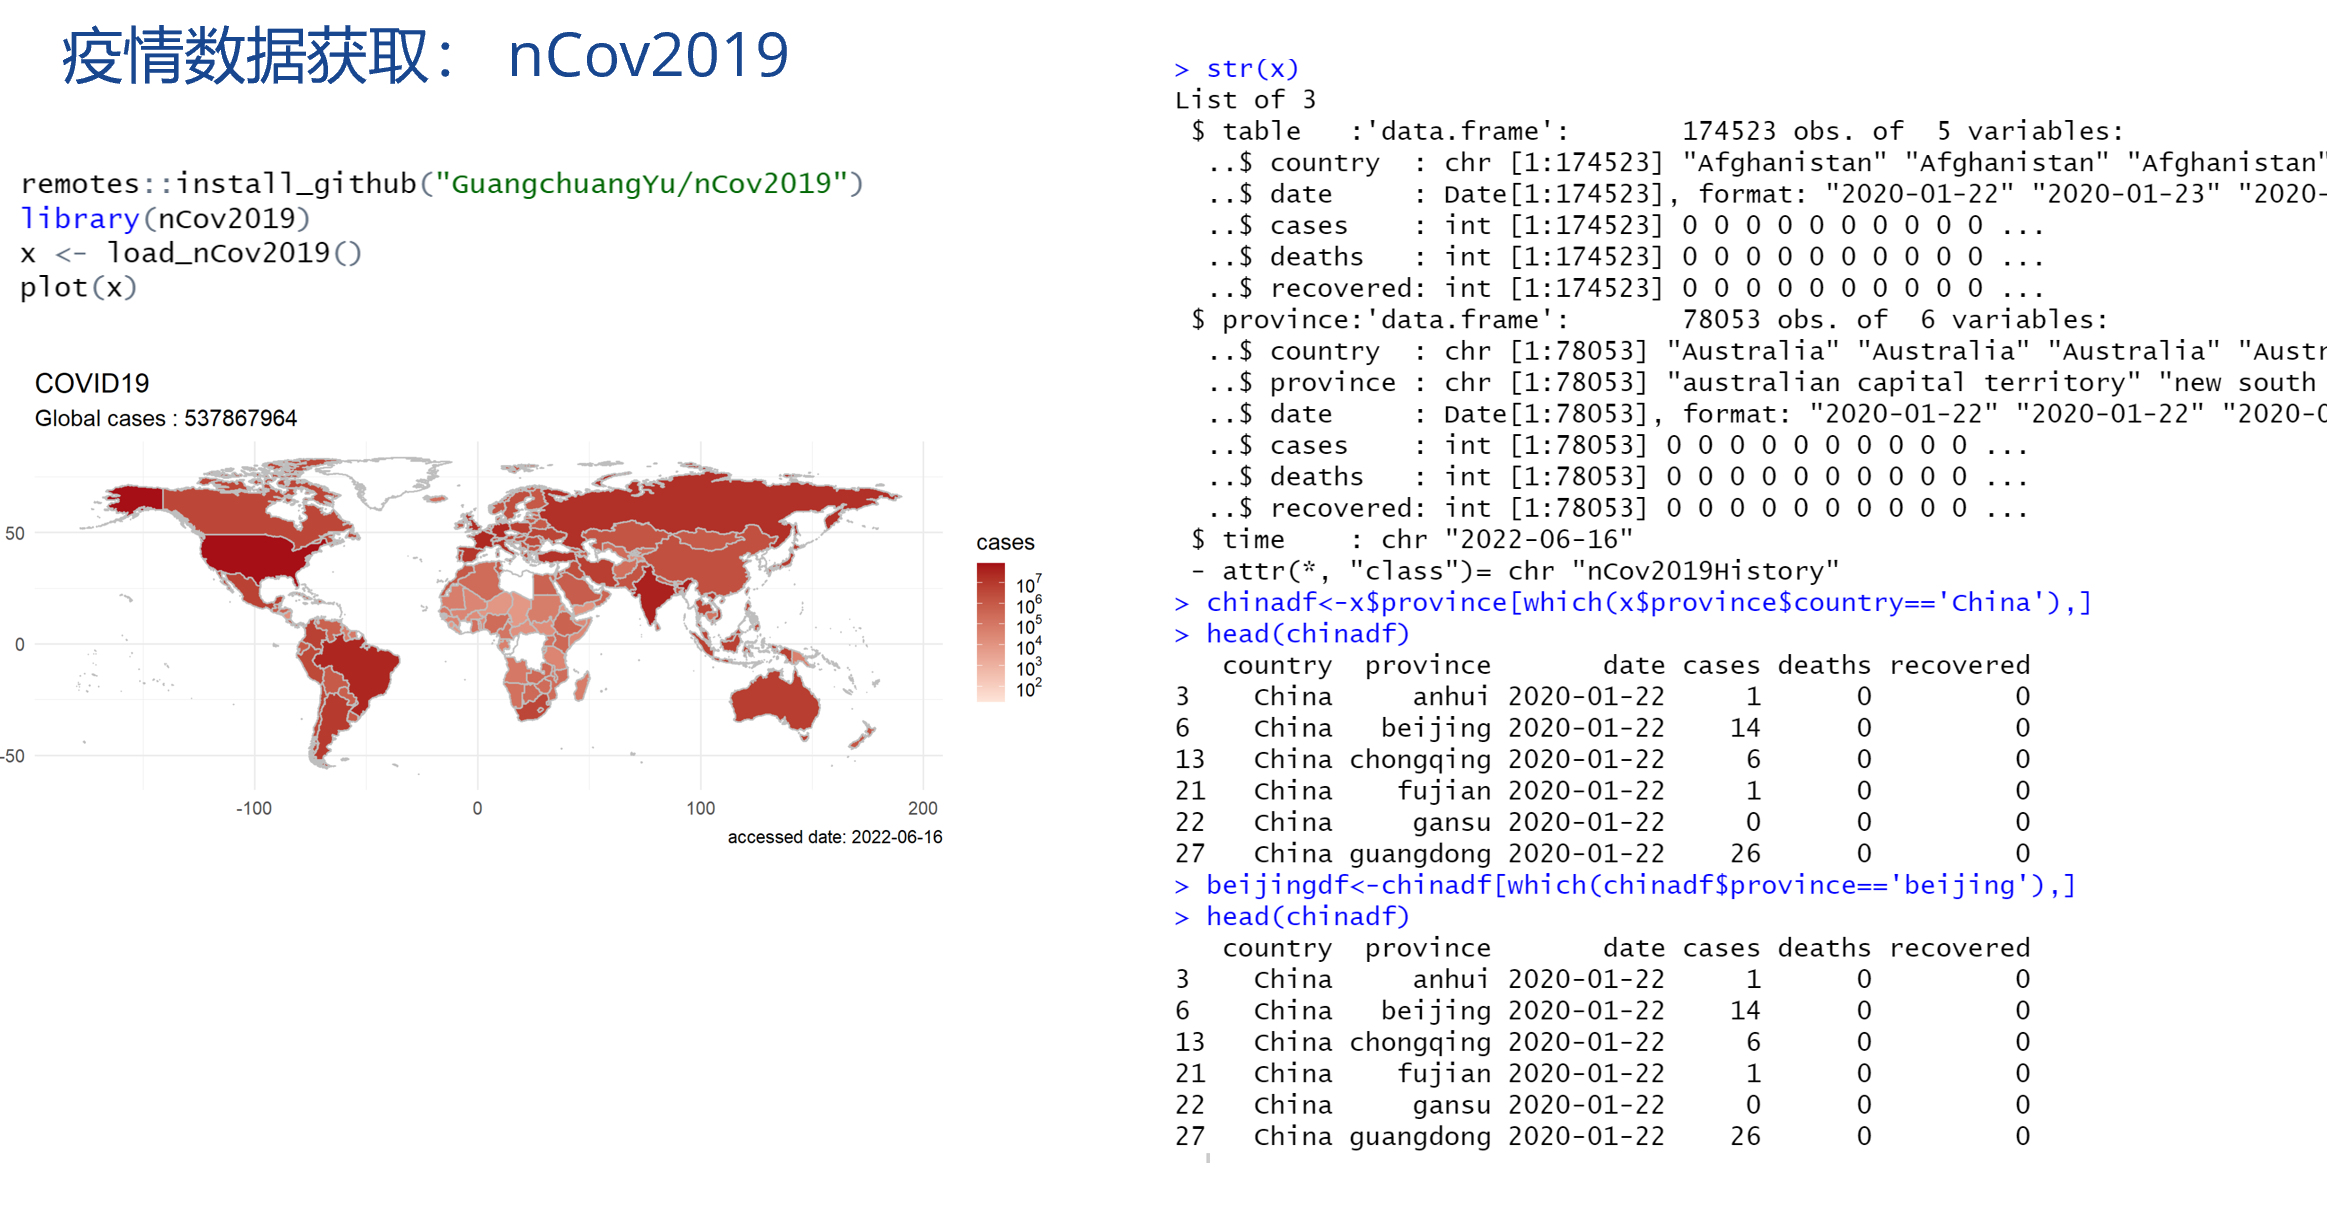 疫情数据获取： nCov2019
remotes::install_github("GuangchuangYu/nCov2019")
library(nCov2019)
x <- load_nCov2019()
plot(x)
COVID19
Global cases : 537867964
50
0
-50
-100 0 100 200
cases
10^7
10^6
10^5
10^4
10^3
10^2
accessed date: 2022-06-16
> str(x)
List of 3
 $ table   :'data.frame':       174523 obs. of  5 variables:
  ..$ country  : chr [1:174523] "Afghanistan" "Afghanistan" "Afghanistan"
  ..$ date     : Date[1:174523], format: "2020-01-22" "2020-01-23" "2020-
  ..$ cases    : int [1:174523] 0 0 0 0 0 0 0 0 0 0 ...
  ..$ deaths   : int [1:174523] 0 0 0 0 0 0 0 0 0 0 ...
  ..$ recovered: int [1:174523] 0 0 0 0 0 0 0 0 0 0 ...
 $ province:'data.frame':       78053 obs. of  6 variables:
  ..$ country  : chr [1:78053] "Australia" "Australia" "Australia" "Austr
  ..$ province : chr [1:78053] "australian capital territory" "new south
  ..$ date     : Date[1:78053], format: "2020-01-22" "2020-01-22" "2020-0
  ..$ cases    : int [1:78053] 0 0 0 0 0 0 0 0 0 0 ...
  ..$ deaths   : int [1:78053] 0 0 0 0 0 0 0 0 0 0 ...
  ..$ recovered: int [1:78053] 0 0 0 0 0 0 0 0 0 0 ...
 $ time    : chr "2022-06-16"
 - attr(*, "class")= chr "nCov2019History"
> chinadf<-x$province[which(x$province$country=='China'),]
> head(chinadf)
   country  province       date cases deaths recovered
3    China     anhui 2020-01-22     1      0         0
6    China   beijing 2020-01-22    14      0         0
13   China chongqing 2020-01-22     6      0         0
21   China    fujian 2020-01-22     1      0         0
22   China     gansu 2020-01-22     0      0         0
27   China guangdong 2020-01-22    26      0         0
> beijingdf<-chinadf[which(chinadf$province=='beijing'),]
> head(chinadf)
   country  province       date cases deaths recovered
3    China     anhui 2020-01-22     1      0         0
6    China   beijing 2020-01-22    14      0         0
13   China chongqing 2020-01-22     6      0         0
21   China    fujian 2020-01-22     1      0         0
22   China     gansu 2020-01-22     0      0         0
27   China guangdong 2020-01-22    26      0         0